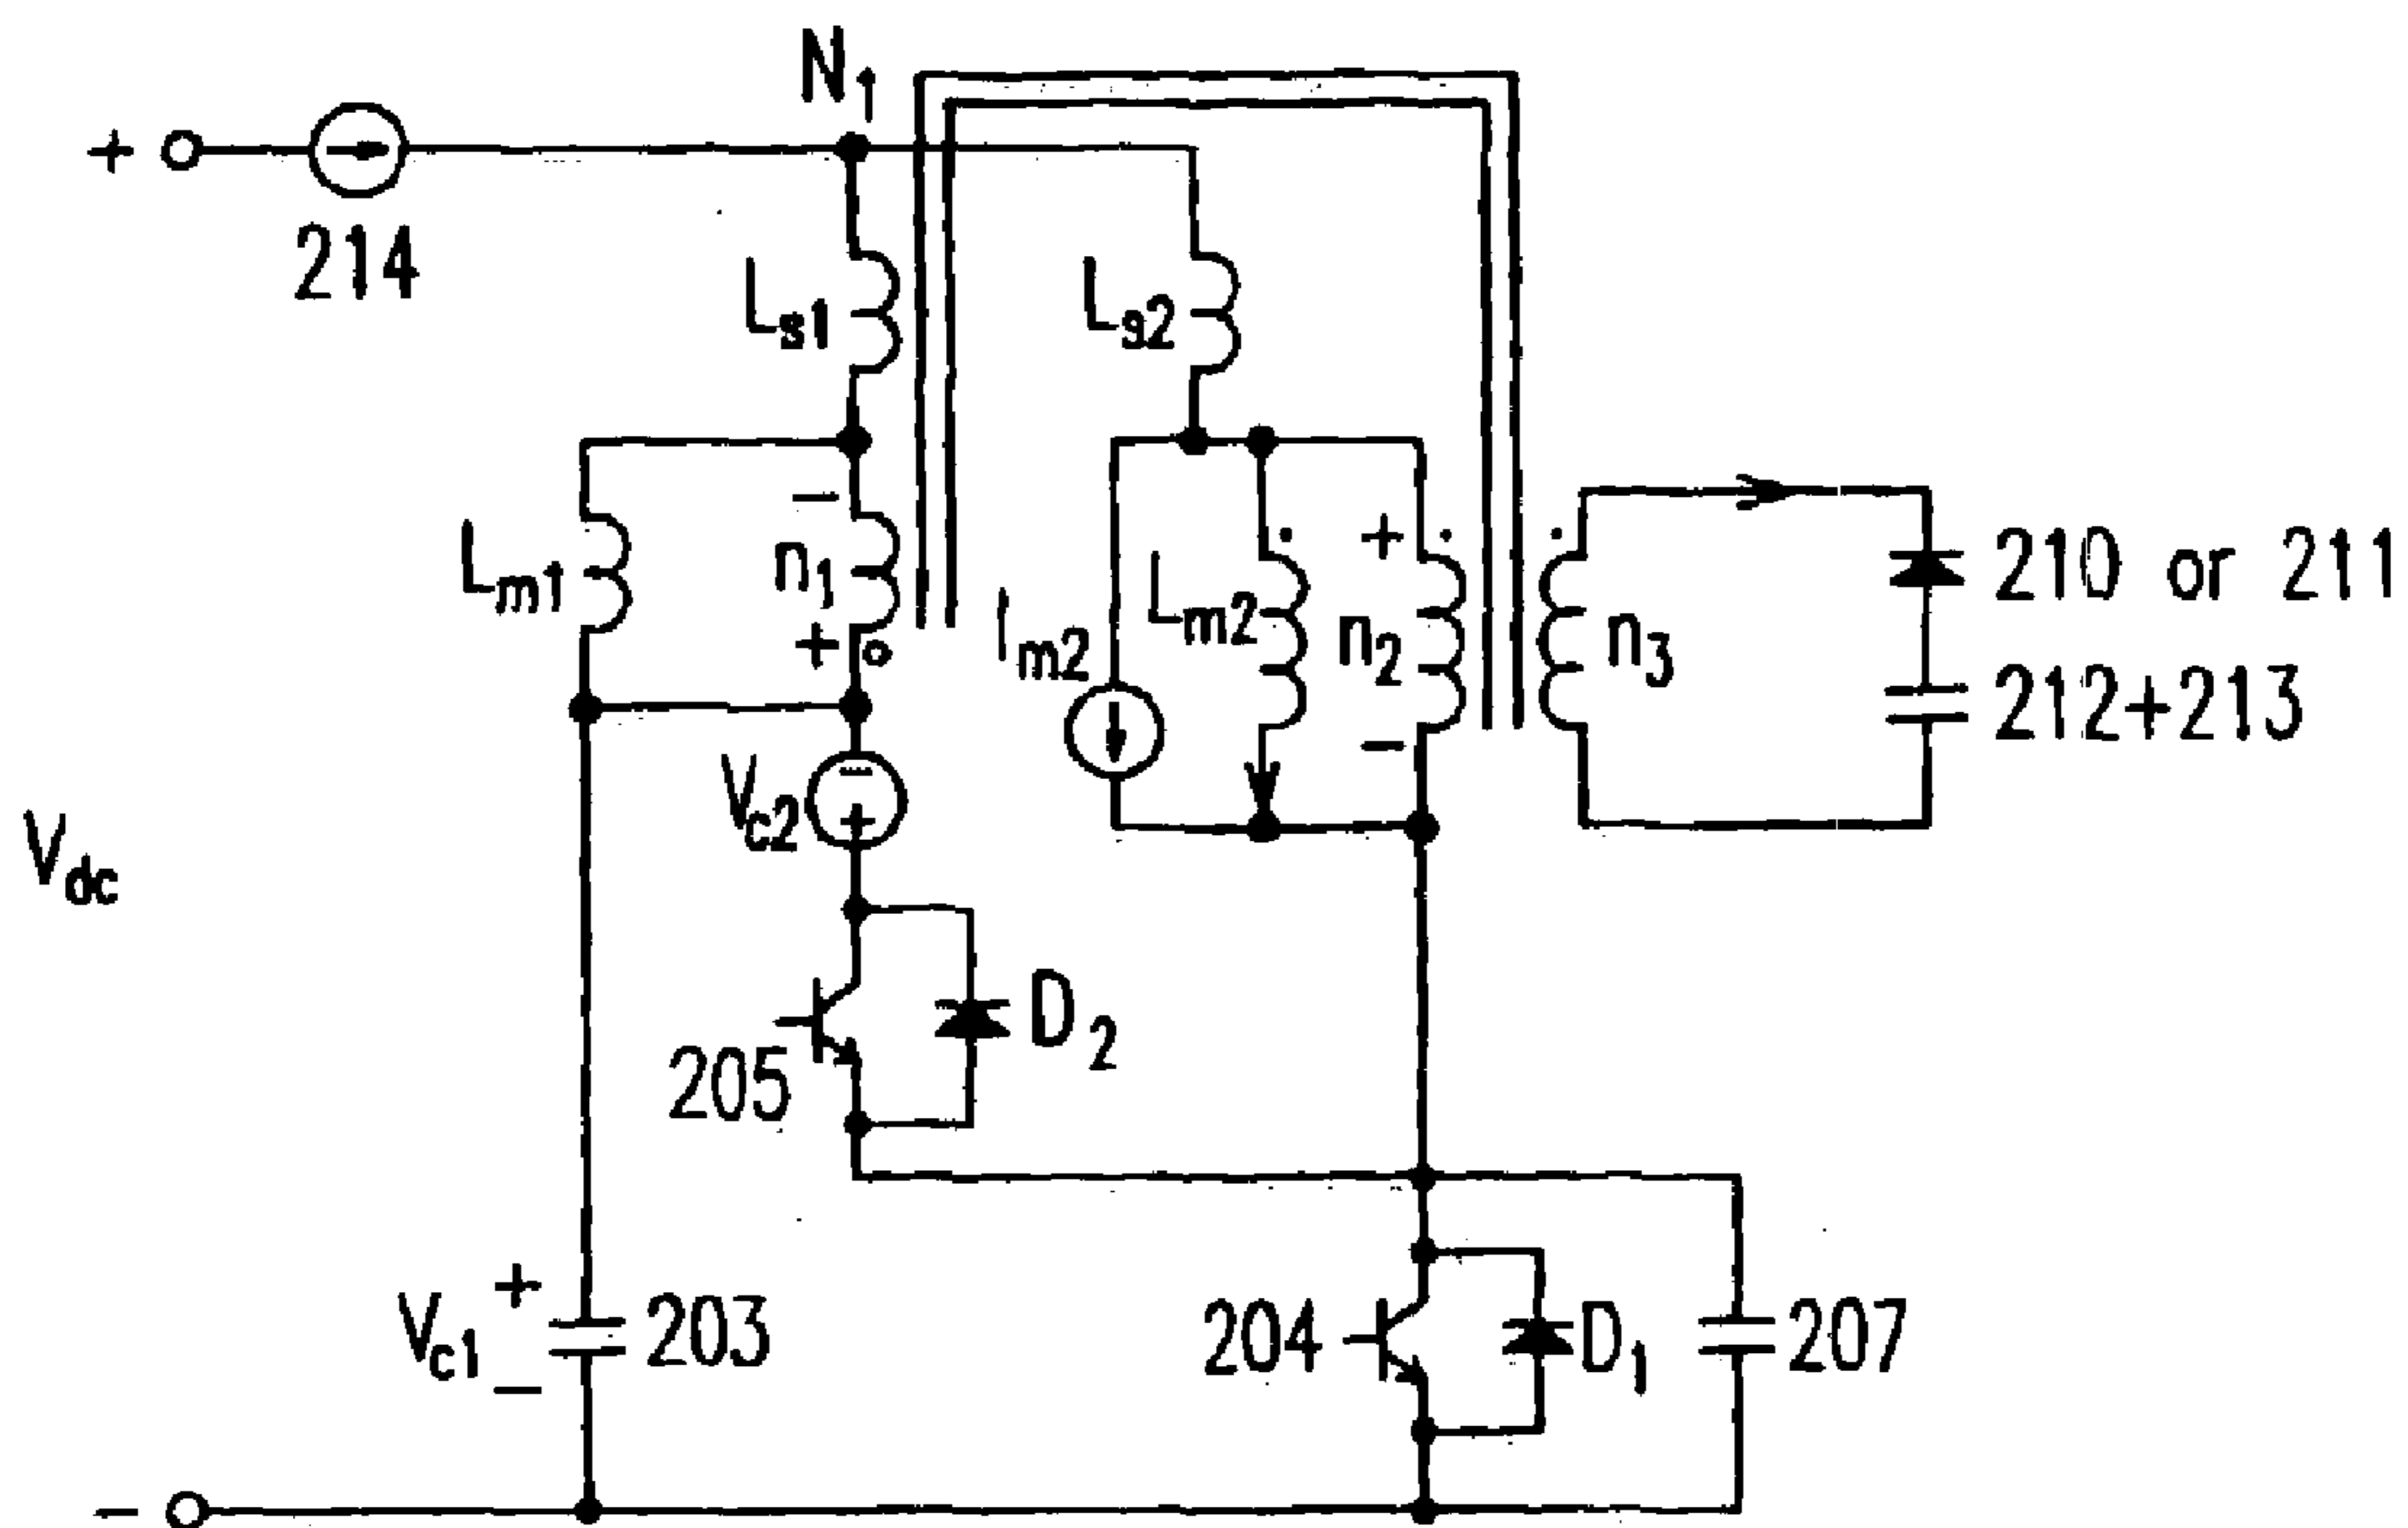 N1
+
214
Ls1
Ls2
−
Lm1
n1
+
Im2
Lm2
+
n2
−
n3
210 or 211
212+213
Vc2
−
+
Vdc
205
D2
+
Vc1
−
203
204
D1
207
−